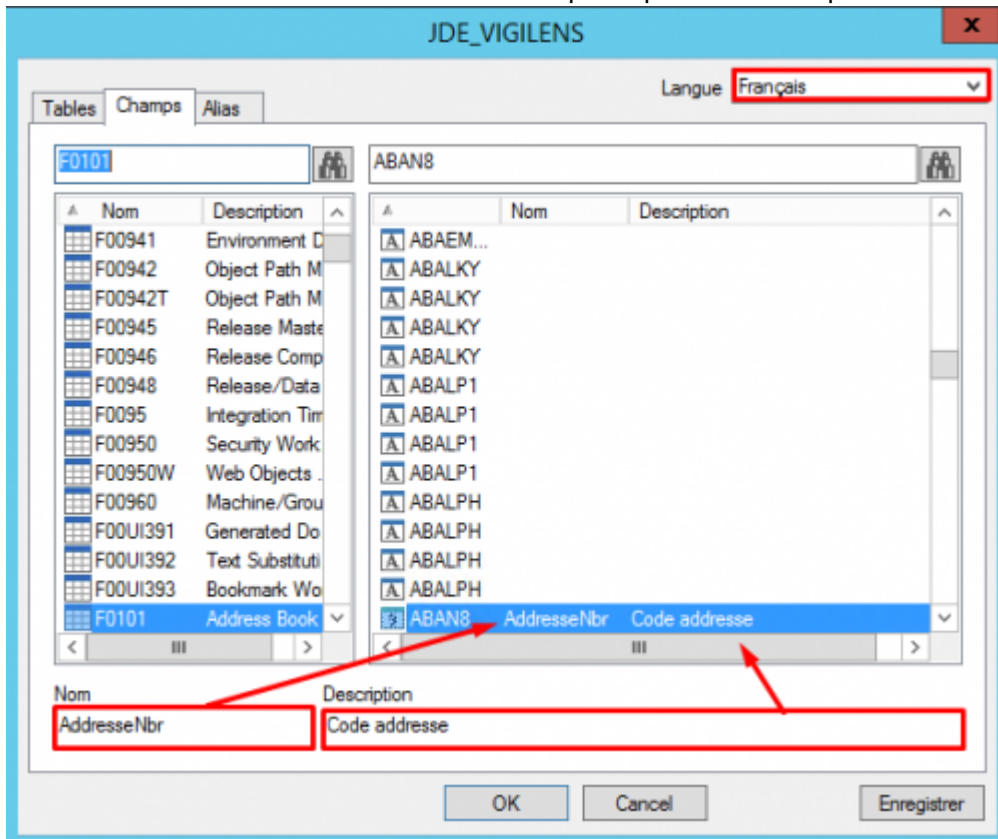 JDE_VIGILENS
x
Langue Français
Tables Champs Alias
F0101 ABAN8
Nom Description Nom Description
F00941 Environment D ABAEM...
F00942 Object Path M ABALKY
F00942T Object Path M ABALKY
F00945 Release Maste ABALKY
F00946 Release Comp ABALKY
F00948 Release/Data ABALP1
F0095 Integration Tim ABALP1
F00950 Security Work ABALP1
F00950W Web Objects . ABALP1
F00960 Machine/Grou ABALPH
F00UI391 Generated Do ABALPH
F00UI392 Text Substituti ABALPH
F00UI393 Bookmark Wo ABALPH
F0101 Address Book ABAN8 AddresseNbr Code addresse
Nom Description
AddresseNbr Code addresse
OK Cancel Enregistrer